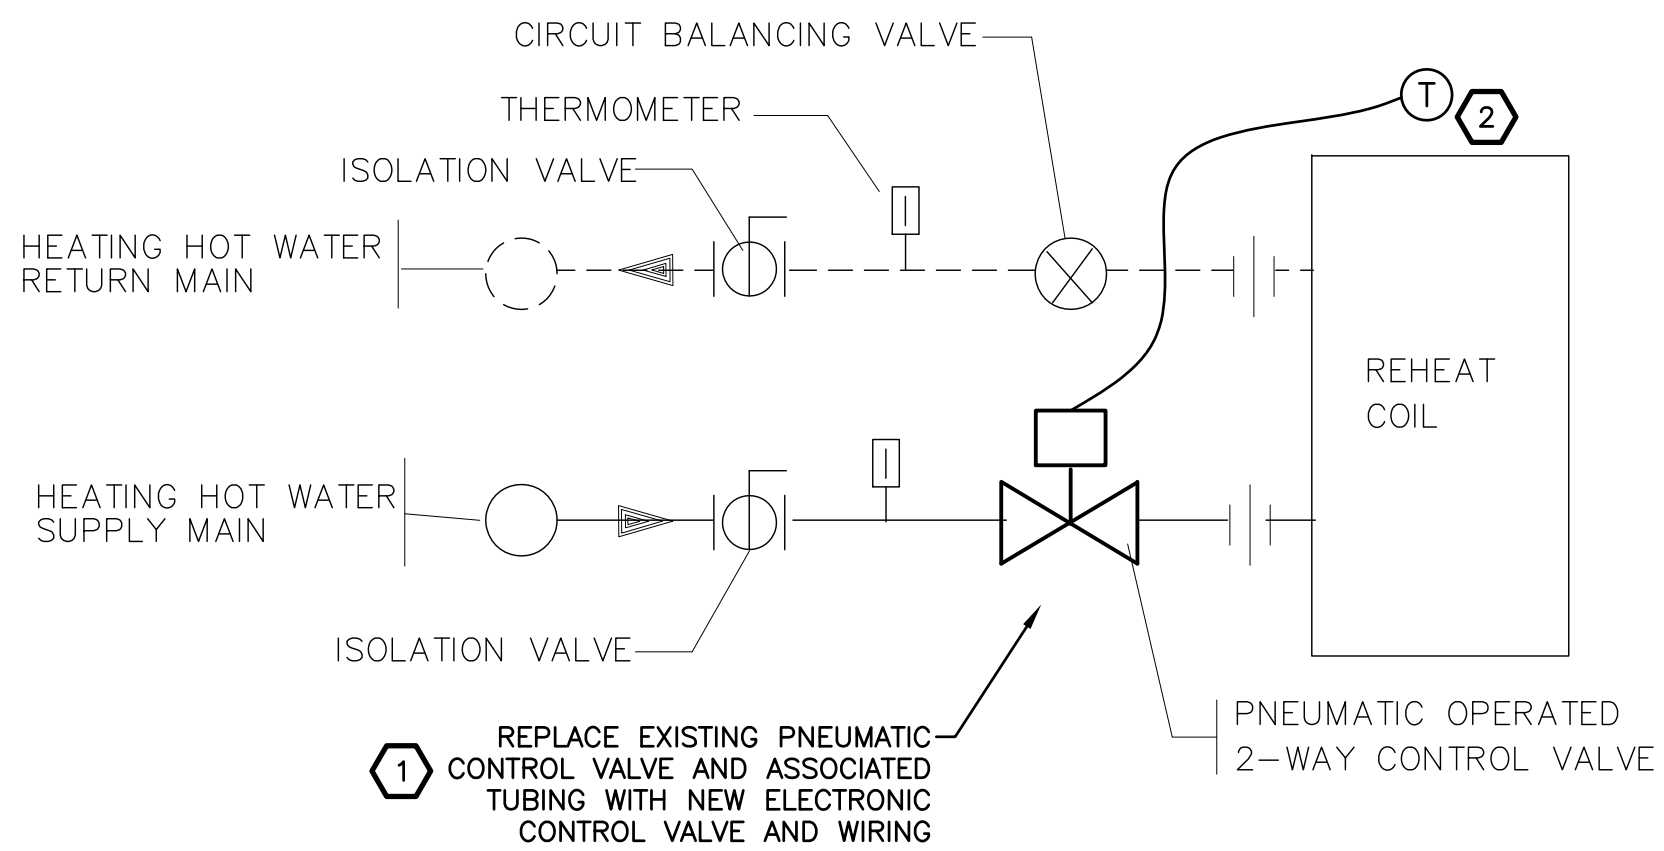 CIRCUIT BALANCING VALVE
THERMOMETER
T
2
ISOLATION VALVE
HEATING HOT WATER
RETURN MAIN
REHEAT
COIL
HEATING HOT WATER
SUPPLY MAIN
ISOLATION VALVE
PNEUMATIC OPERATED
2-WAY CONTROL VALVE
1
REPLACE EXISTING PNEUMATIC
CONTROL VALVE AND ASSOCIATED
TUBING WITH NEW ELECTRONIC
CONTROL VALVE AND WIRING